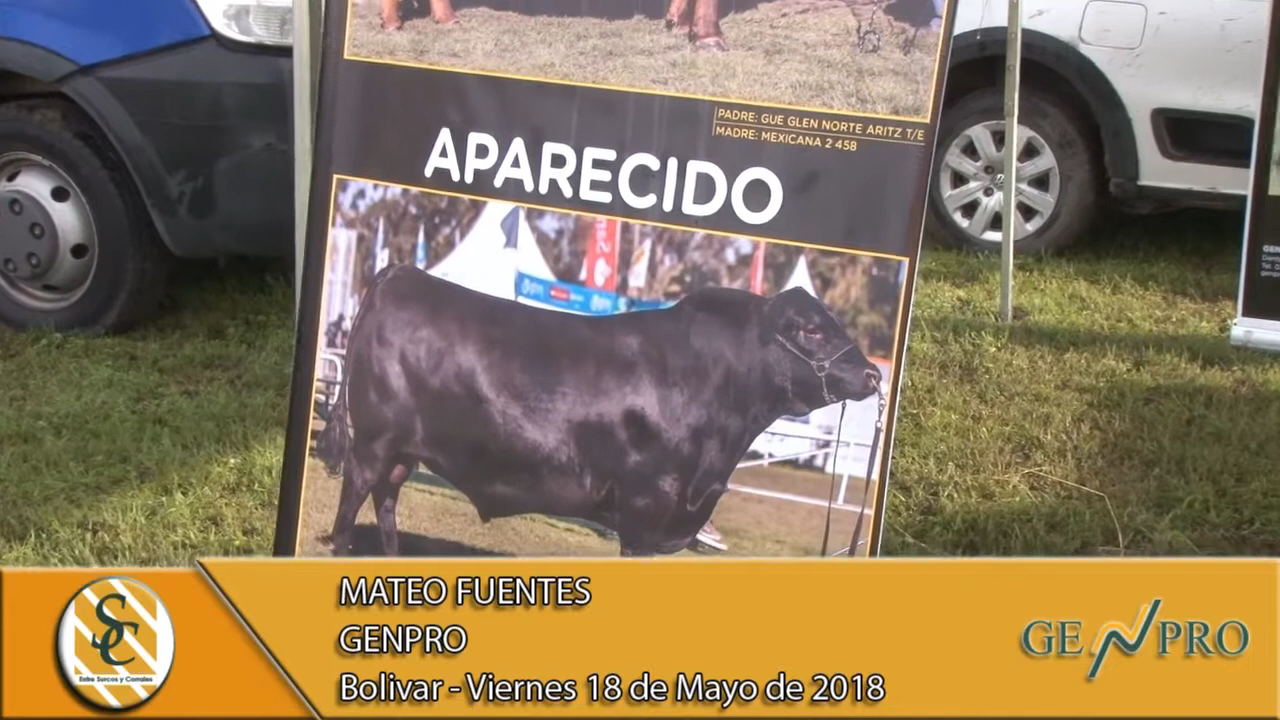 PADRE: GUE GLEN NORTE ARITZ T/E
MADRE: MEXICANA 2 458
APARECIDO
MATEO FUENTES
GENPRO
Bolivar - Viernes 18 de Mayo de 2018
SC
Entre Surcos y Corrales
GENPRO